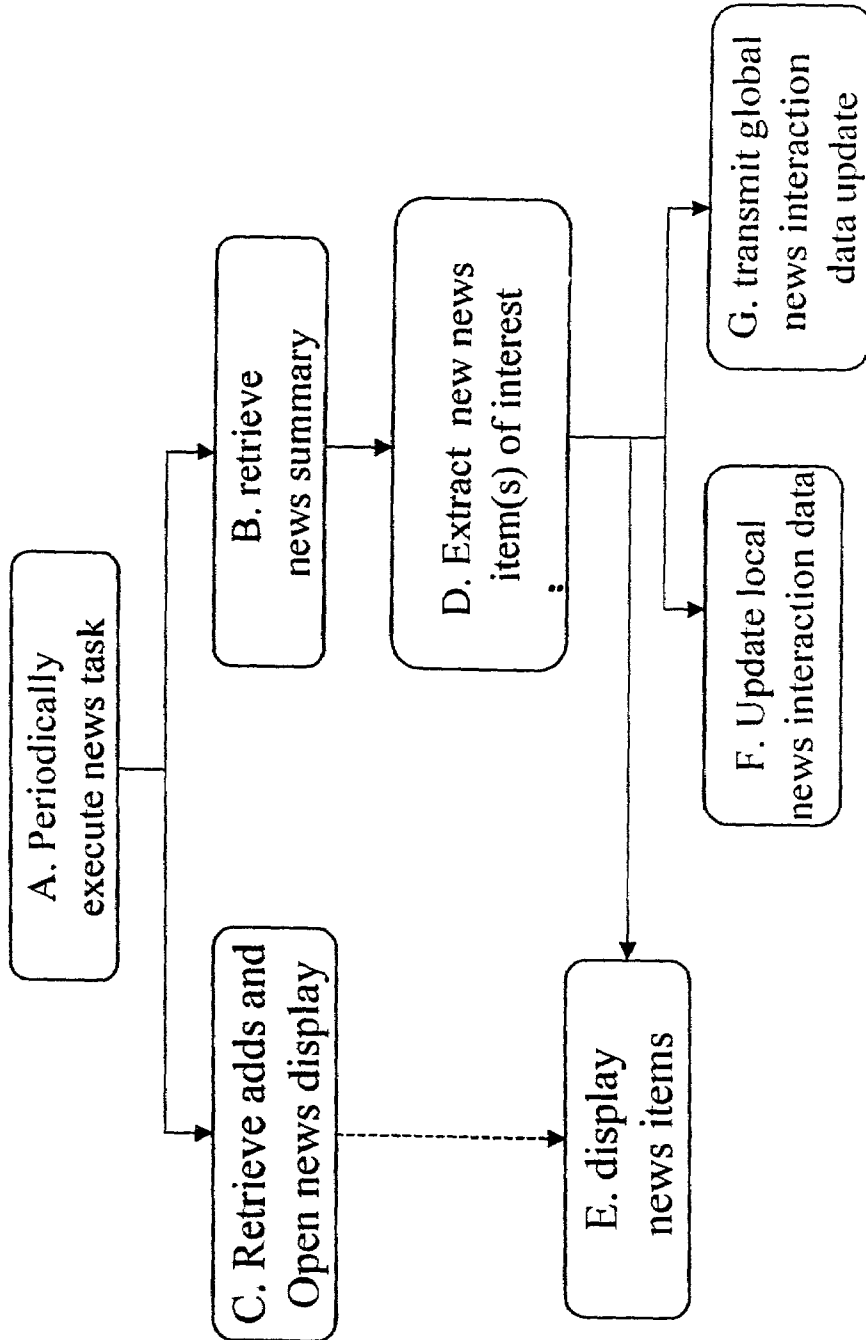 A. Periodically
execute news task
C. Retrieve adds and
Open news display
B. retrieve
news summary
D. Extract new news
item(s) of interest
E. display
news items
F. Update local
news interaction data
G. transmit global
news interaction
data update